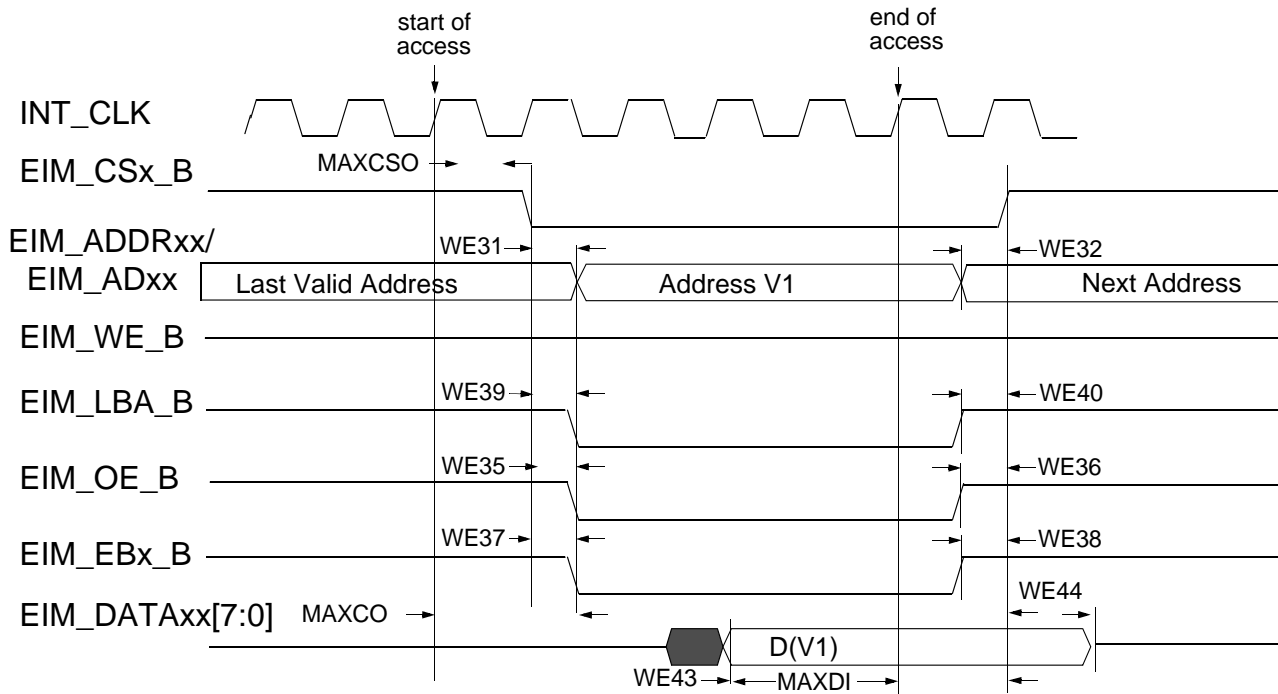 start of
access
end of
access
INT_CLK
EIM_CSx_B
MAXCSO
EIM_ADDRxx/
EIM_ADxx
WE31
WE32
Last Valid Address
Address V1
Next Address
EIM_WE_B
EIM_LBA_B
WE39
WE40
EIM_OE_B
WE35
WE36
EIM_EBx_B
WE37
WE38
EIM_DATAxx[7:0]
MAXCO
WE44
D(V1)
WE43
MAXDI